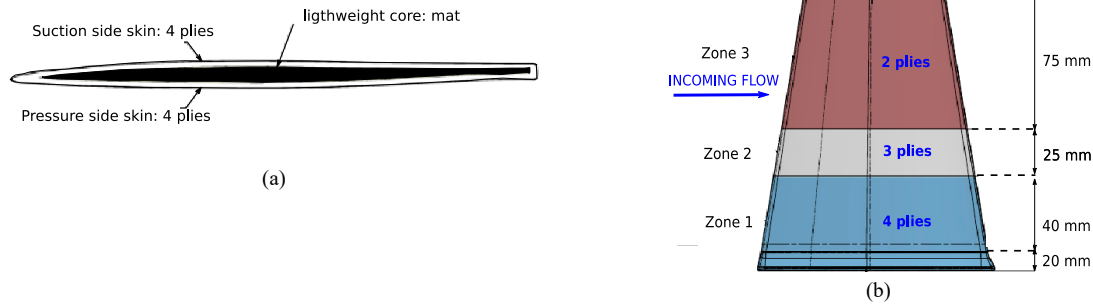 ligthweight core: mat
Suction side skin: 4 plies
Pressure side skin: 4 plies
(a)
Zone 3
INCOMING FLOW
2 plies
75 mm
Zone 2
3 plies
25 mm
Zone 1
4 plies
40 mm
20 mm
(b)